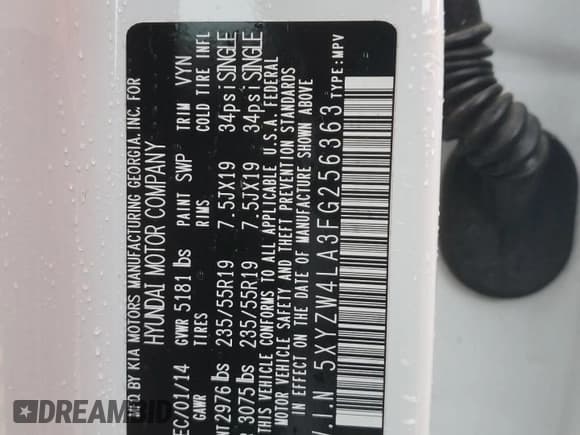 MFD BY KIA MOTORS MANUFACTURING GEORGIA, INC. FOR
HYUNDAI MOTOR COMPANY
EC/01/14 GVWR 5181 lbs PAINT SWP TRIM VYN
GAWR TIRES RIMS COLD TIRE INFL
NT 2976 lbs 235/55R19 7.5JX19 34psi SINGLE
3075 lbs 235/55R19 7.5JX19 34psi SINGLE
THIS VEHICLE CONFORMS TO ALL APPLICABLE U.S.A. FEDERAL
MOTOR VEHICLE SAFETY AND THEFT PREVENTION STANDARDS
IN EFFECT ON THE DATE OF MANUFACTURE SHOWN ABOVE
V.I.N 5XYZW4LA3FG256363
TYPE:MPV
DREAMBID